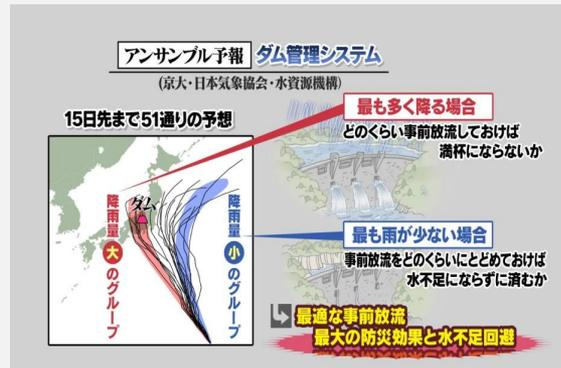 アンサンブル予報 ダム管理システム
(京大・日本気象協会・水資源機構)
15日先まで51通りの予想
ダム
降雨量大のグループ
降雨量小のグループ
最も多く降る場合
どのくらい事前放流しておけば
満杯にならないか
最も雨が少ない場合
事前放流をどのくらいにとどめておけば
水不足にならずに済むか
最適な事前放流
最大の防災効果と水不足回避